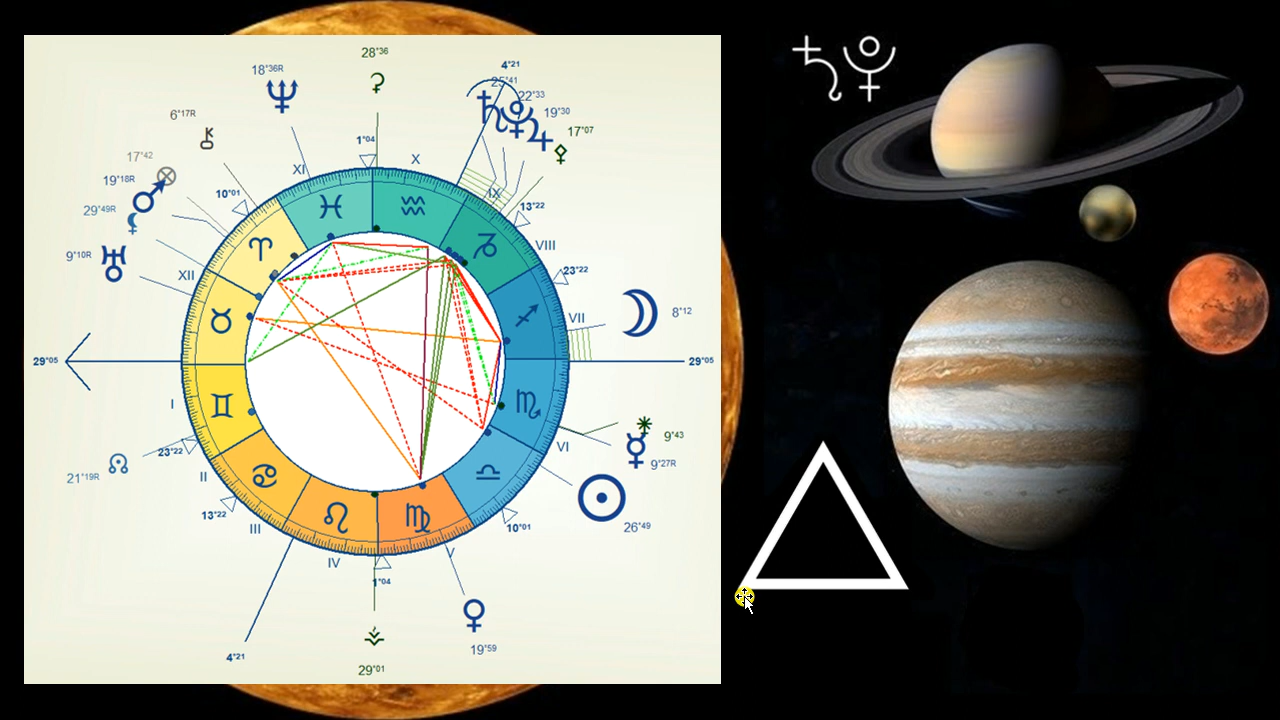 28°36
4°21
18°36R
25°41
22°33
19°30
6°17R
17°07
1°04
X
XI
17°42
IX
19°18R
10°01
13°22
29°49R
VIII
9°10R
XII
23°22
VII
8°12
29°05
29°05
I
VI
9°43
23°22
9°27R
21°19R
II
13°22
10°01
26°49
III
V
IV
1°04
19°59
4°21
29°01